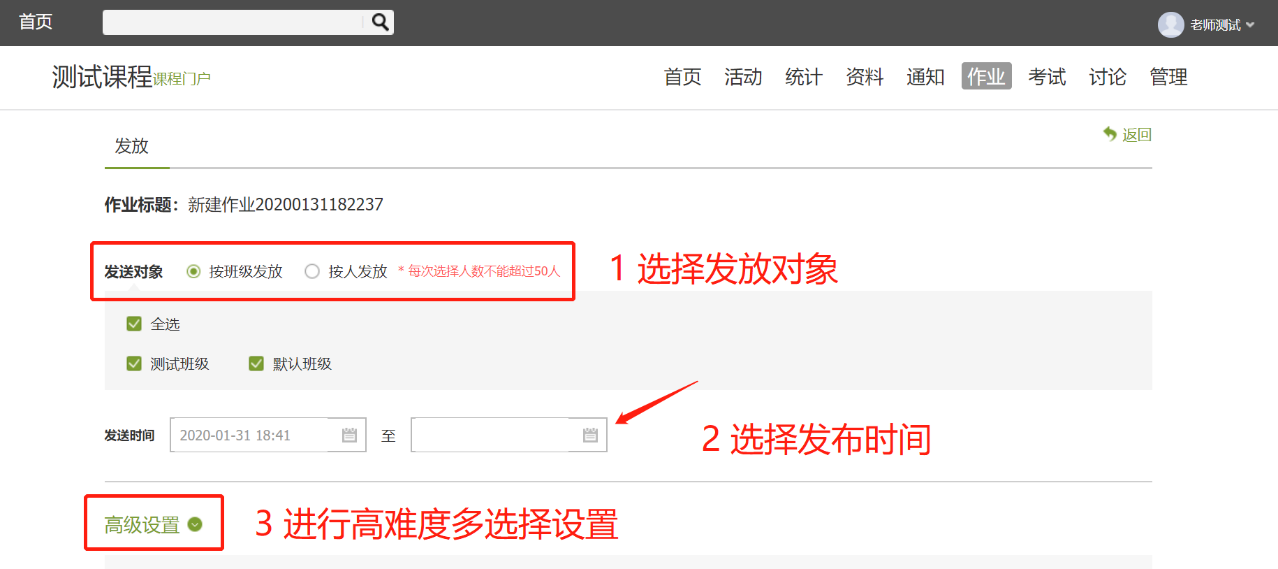 首页
老师测试
测试课程课程门户
首页 活动 统计 资料 通知 作业 考试 讨论 管理
返回
发放
作业标题：新建作业20200131182237
发送对象 按班级发放 按人发放 * 每次选择人数不能超过50人
1 选择发放对象
全选
测试班级 默认班级
发送时间 2020-01-31 18:41 至
2 选择发布时间
高级设置
3 进行高难度多选择设置